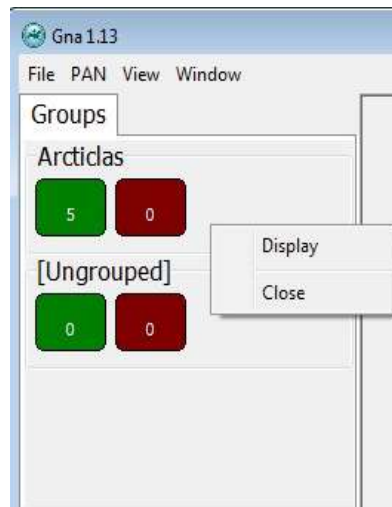 Gna 1.13
File PAN View Window
Groups
Arcticlas
5 0
Display
[Ungrouped]
Close
0 0